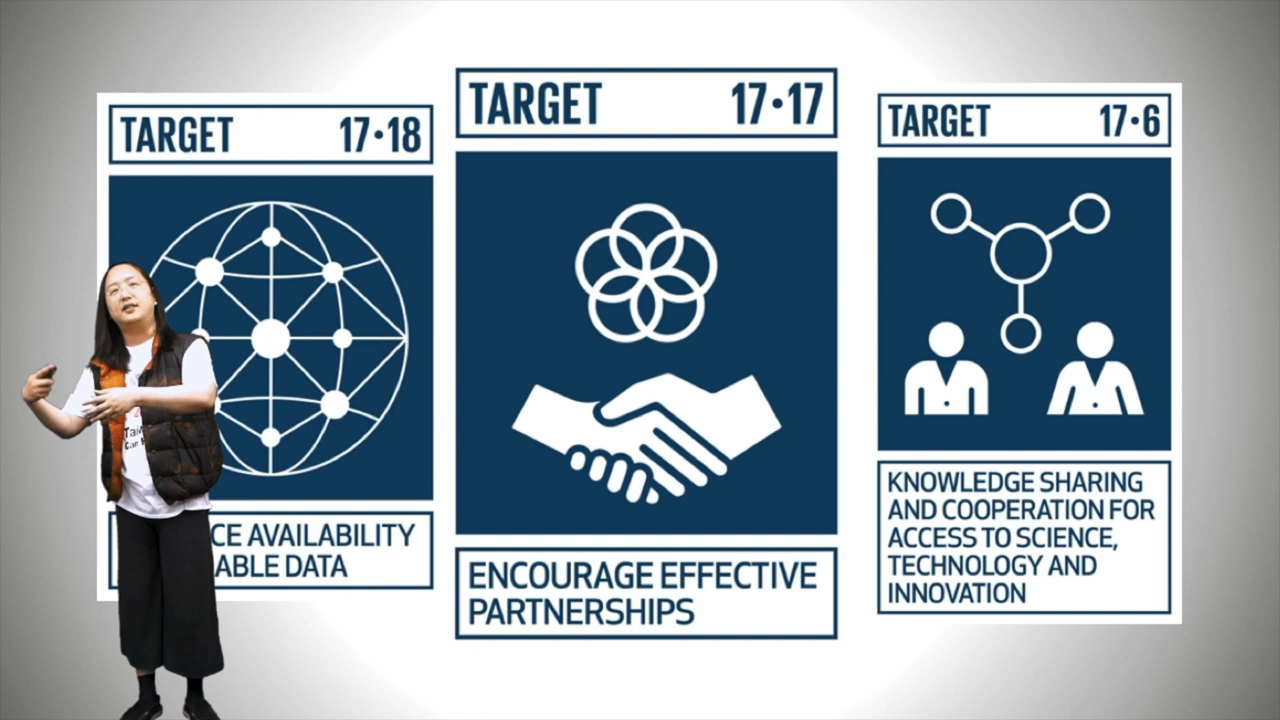 TARGET 17•18
CE AVAILABILITY
ABLE DATA
TARGET 17•17
ENCOURAGE EFFECTIVE
PARTNERSHIPS
TARGET 17•6
KNOWLEDGE SHARING
AND COOPERATION FOR
ACCESS TO SCIENCE,
TECHNOLOGY AND
INNOVATION